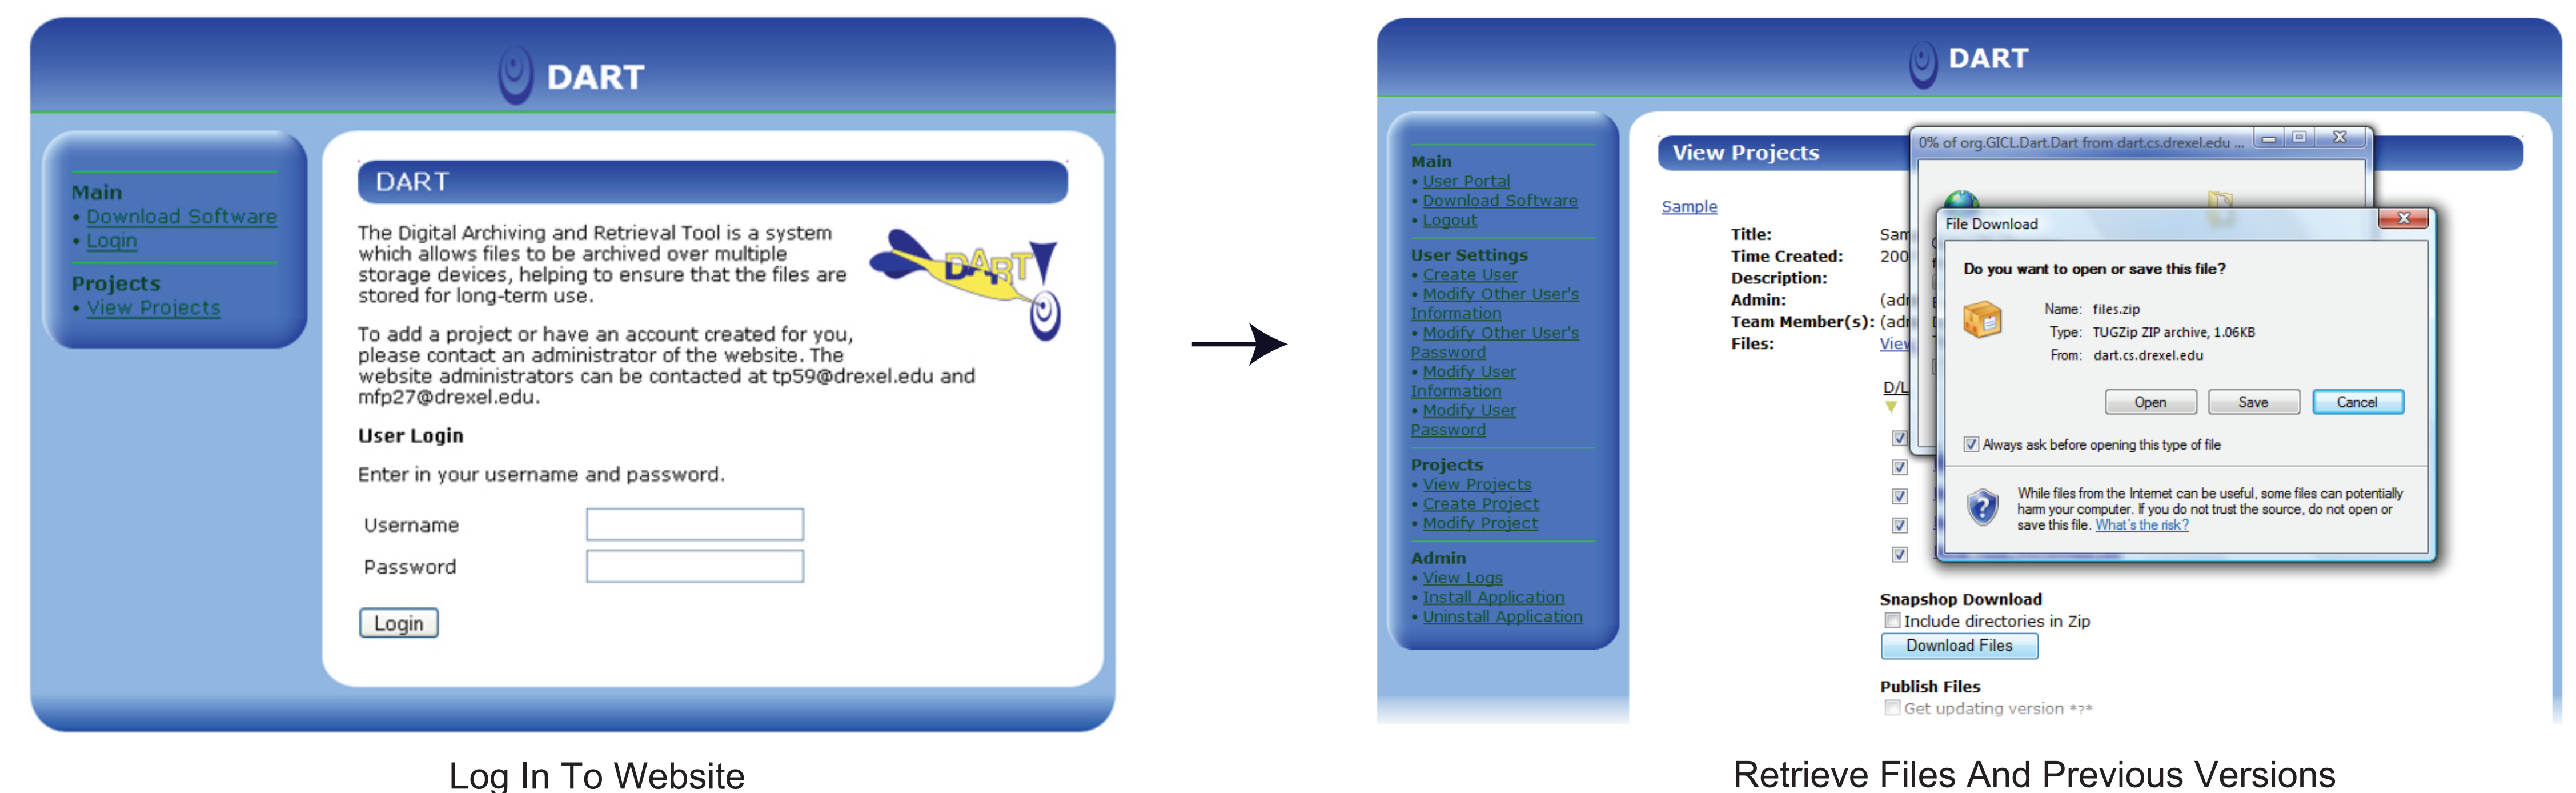 DART
Main
• Download Software
• Login
Projects
• View Projects
DART
The Digital Archiving and Retrieval Tool is a system
which allows files to be archived over multiple
storage devices, helping to ensure that the files are
stored for long-term use.
DART
To add a project or have an account created for you,
please contact an administrator of the website. The
website administrators can be contacted at tp59@drexel.edu and
mfp27@drexel.edu.
User Login
Enter in your username and password.
Username
Password
Login
Log In To Website
DART
Main
• User Portal
• Download Software
• Logout
User Settings
• Create User
• Modify Other User's
Information
• Modify Other User's
Password
• Modify User
Information
• Modify User
Password
Projects
• View Projects
• Create Project
• Modify Project
Admin
• View Logs
• Install Application
• Uninstall Application
View Projects
Sample
Title: Sam
Time Created: 200
Description:
Admin: (adr
Team Member(s): (adr
Files: View
D/L
0% of org.GICL.Dart.Dart from dart.cs.drexel.edu ...
File Download
Do you want to open or save this file?
Name: files.zip
Type: TUGZip ZIP archive, 1.06KB
From: dart.cs.drexel.edu
Open Save Cancel
Always ask before opening this type of file
While files from the Internet can be useful, some files can potentially
harm your computer. If you do not trust the source, do not open or
save this file. What's the risk?
Snapshop Download
Include directories in Zip
Download Files
Publish Files
Get updating version *?*
Retrieve Files And Previous Versions